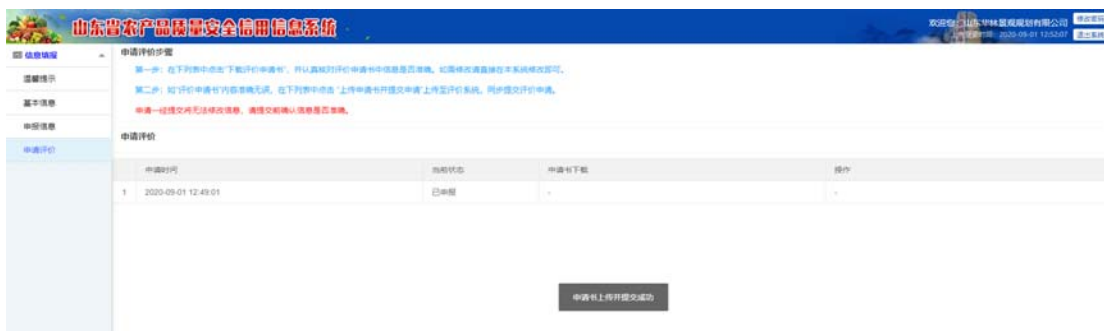 山东省农产品质量安全信用信息系统
欢迎您：山东华林景观规划有限公司
修改密码
2020-09-01 12:52:07
退出系统
信息填报
温馨提示
基本信息
申报信息
申请评价
申请评价步骤
第一步：在下列表中点击'下载评价申请书'，并认真核对评价申请书中信息是否准确。如需修改请直接在本系统修改即可。
第二步：如'评价申请书'内容准确无误，在下列表中点击'上传申请书并提交申请'上传至评价系统，同步提交评价申请。
申请一经提交将无法修改信息，请提交前确认信息是否准确。
申请评价
申请时间 当前状态 申请书下载 操作
1 2020-09-01 12:49:01 已申报 - -
申请书上传并提交成功